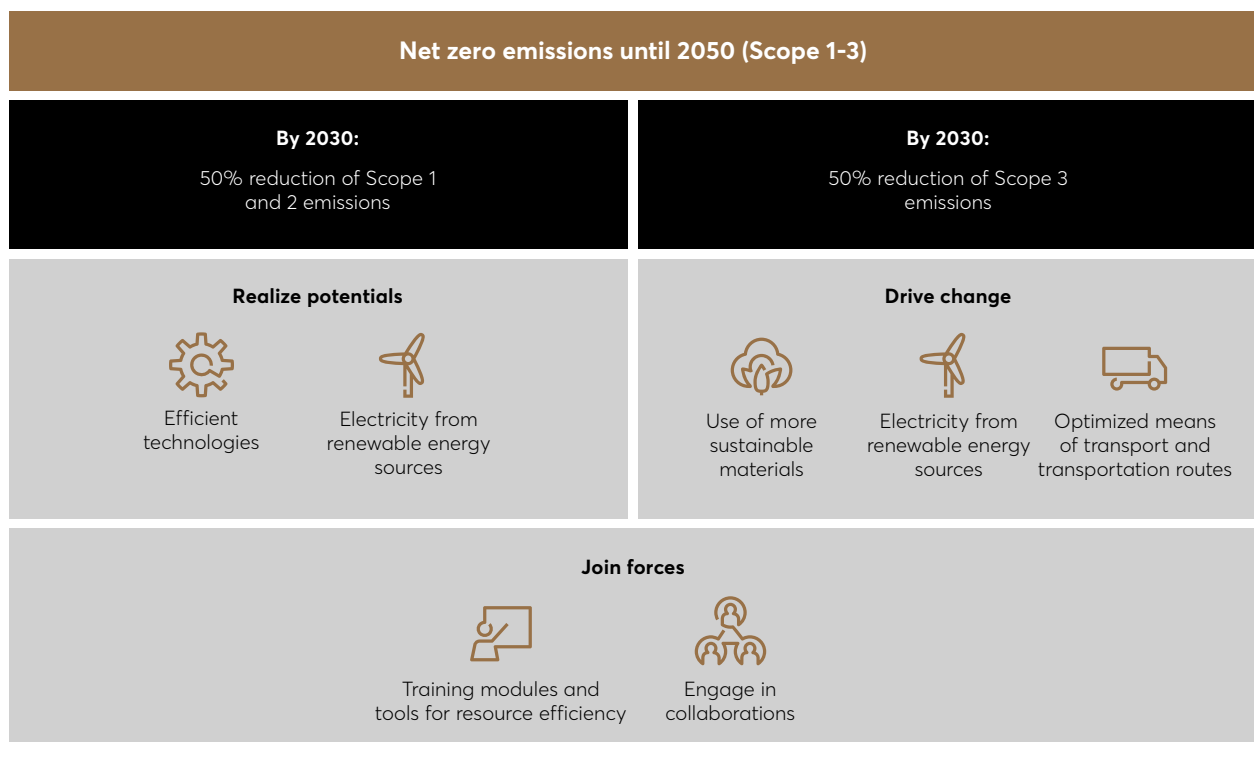 Net zero emissions until 2050 (Scope 1-3)
By 2030:
50% reduction of Scope 1
and 2 emissions
By 2030:
50% reduction of Scope 3
emissions
Realize potentials
Efficient
technologies
Electricity from
renewable energy
sources
Drive change
Use of more
sustainable
materials
Electricity from
renewable energy
sources
Optimized means
of transport and
transportation routes
Join forces
Training modules and
tools for resource efficiency
Engage in
collaborations